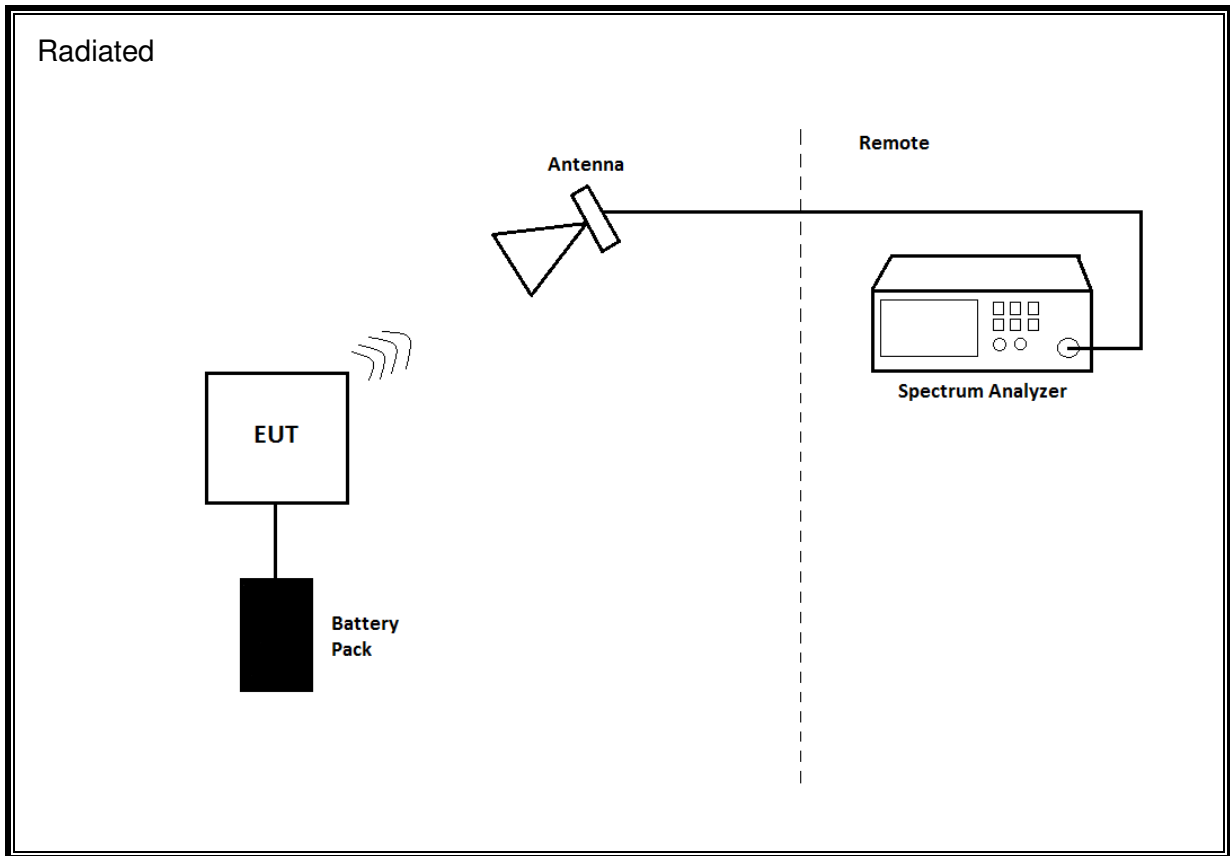 Radiated
Remote
Antenna
Spectrum Analyzer
EUT
Battery
Pack